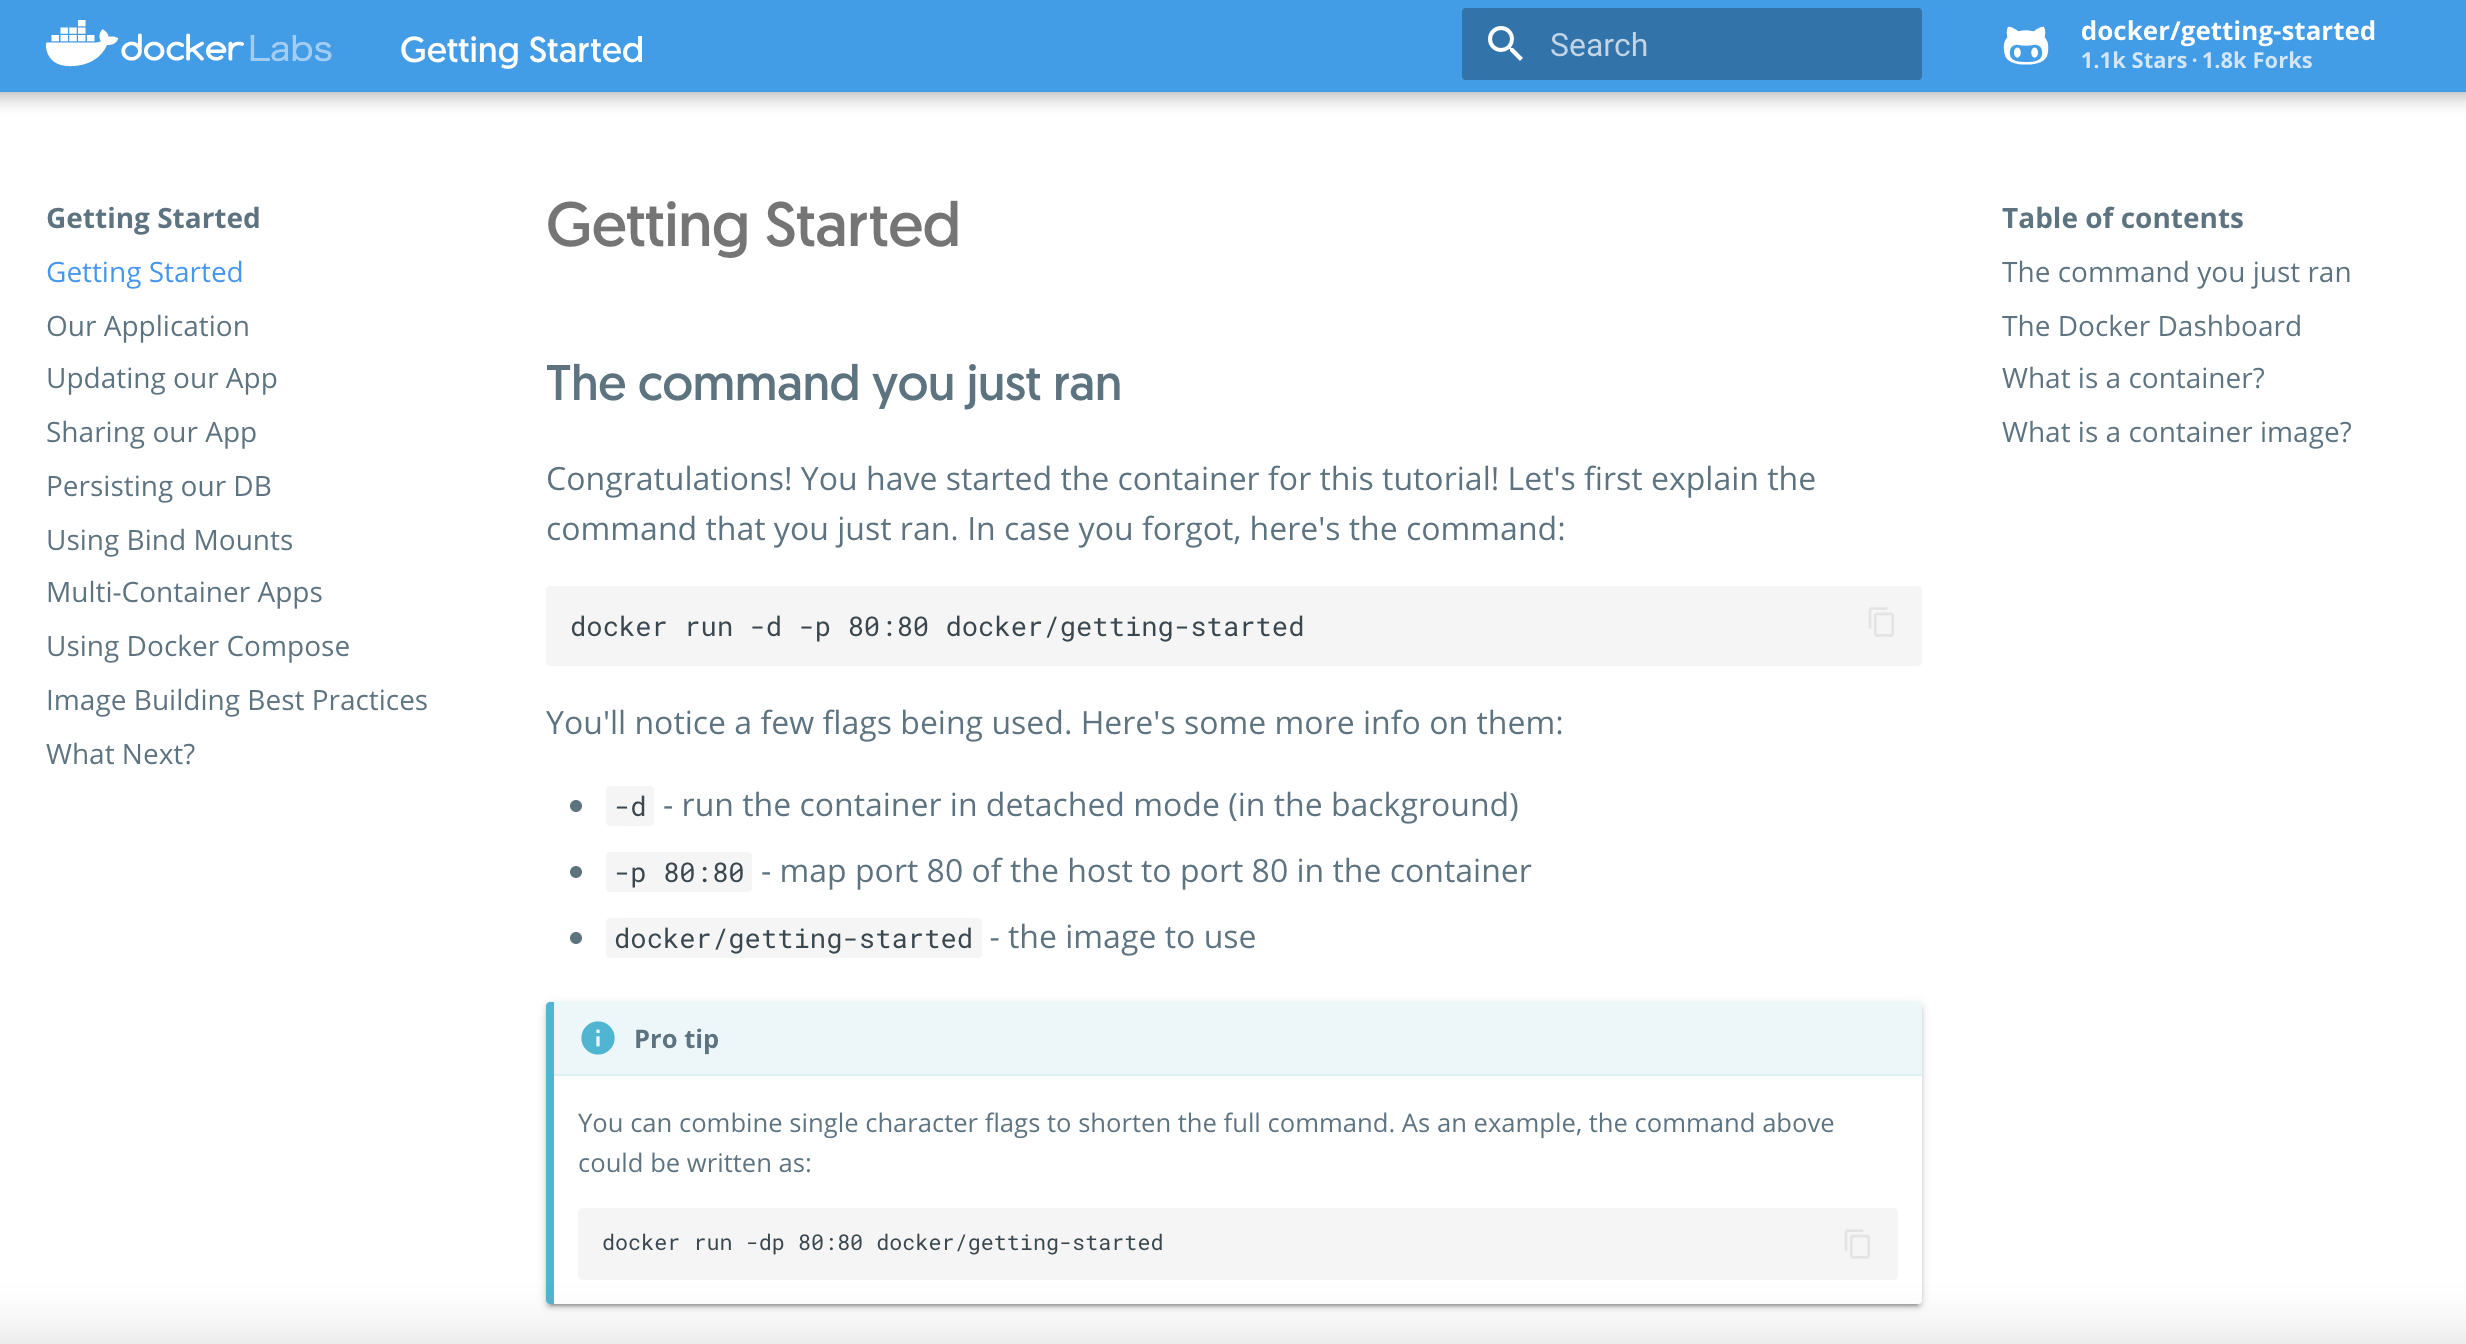 docker Labs
Getting Started
Search
docker/getting-started
1.1k Stars · 1.8k Forks
Getting Started
Getting Started
Our Application
Updating our App
Sharing our App
Persisting our DB
Using Bind Mounts
Multi-Container Apps
Using Docker Compose
Image Building Best Practices
What Next?
Getting Started
The command you just ran
Congratulations! You have started the container for this tutorial! Let's first explain the
command that you just ran. In case you forgot, here's the command:
docker run -d -p 80:80 docker/getting-started
You'll notice a few flags being used. Here's some more info on them:
-d - run the container in detached mode (in the background)
-p 80:80 - map port 80 of the host to port 80 in the container
docker/getting-started - the image to use
Pro tip
You can combine single character flags to shorten the full command. As an example, the command above
could be written as:
docker run -dp 80:80 docker/getting-started
Table of contents
The command you just ran
The Docker Dashboard
What is a container?
What is a container image?